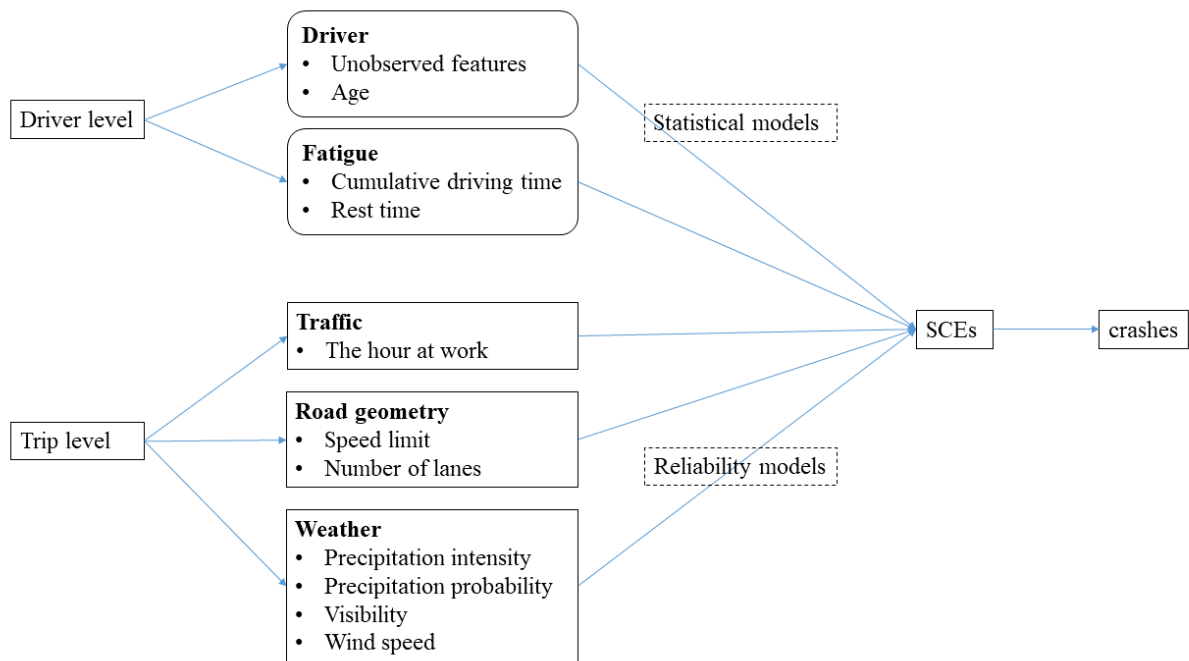 Driver level
Driver
• Unobserved features
• Age
Fatigue
• Cumulative driving time
• Rest time
Statistical models
Trip level
Traffic
• The hour at work
Road geometry
• Speed limit
• Number of lanes
Weather
• Precipitation intensity
• Precipitation probability
• Visibility
• Wind speed
Reliability models
SCEs
crashes